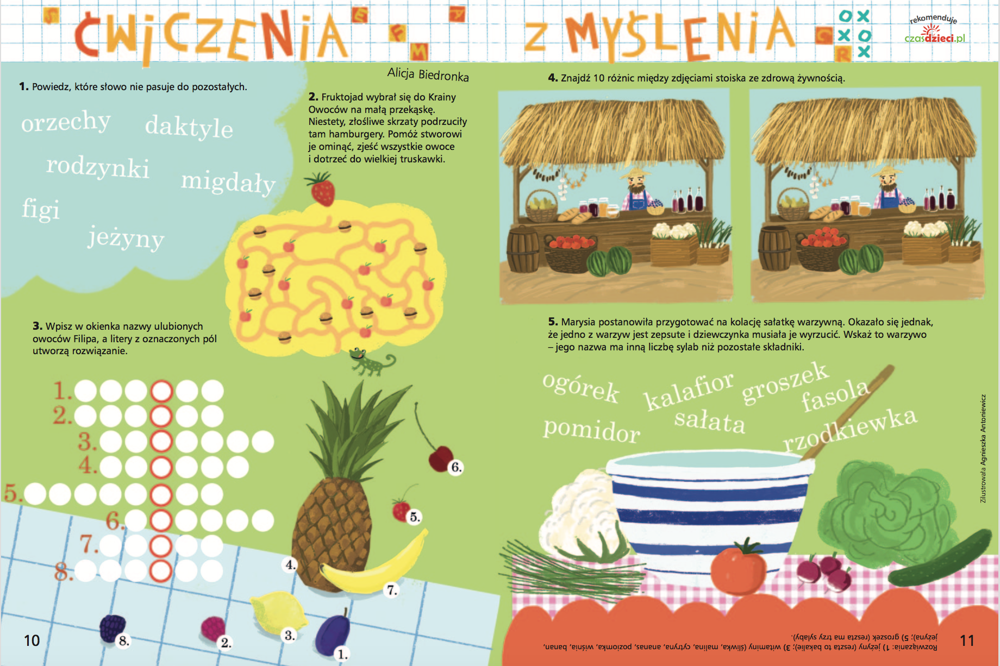 ĆWiCZENiA Z MYŚLENiA
S
E
F
M
A
G
R
O X
X O
X
rekomenduje
czasdzieci.pl
Alicja Biedronka
1. Powiedz, które słowo nie pasuje do pozostałych.
orzechy daktyle
rodzynki migdały
figi
jeżyny
2. Fruktojad wybrał się do Krainy
Owoców na małą przekąskę.
Niestety, złośliwe skrzaty podrzuciły
tam hamburgery. Pomóż stworowi
je ominąć, zjeść wszystkie owoce
i dotrzeć do wielkiej truskawki.
3. Wpisz w okienka nazwy ulubionych
owoców Filipa, a litery z oznaczonych pól
utworzą rozwiązanie.
1.
2.
3.
4.
5.
6.
7.
8.
6.
5.
4.
7.
3.
8.
2.
1.
10
4. Znajdź 10 różnic między zdjęciami stoiska ze zdrową żywnością.
5. Marysia postanowiła przygotować na kolację sałatkę warzywną. Okazało się jednak,
że jedno z warzyw jest zepsute i dziewczynka musiała je wyrzucić. Wskaż to warzywo
– jego nazwa ma inną liczbę sylab niż pozostałe składniki.
ogórek kalafior groszek
fasola
pomidor sałata
rzodkiewka
Zilustrowała Agnieszka Antoniewicz
Rozwiązania: 1) jeżyny (reszta to bakalie); 3) witaminy (śliwka, malina, cytryna, ananas, poziomka, wiśnia, banan,
jeżyna); 5) groszek (reszta ma trzy sylaby).
11